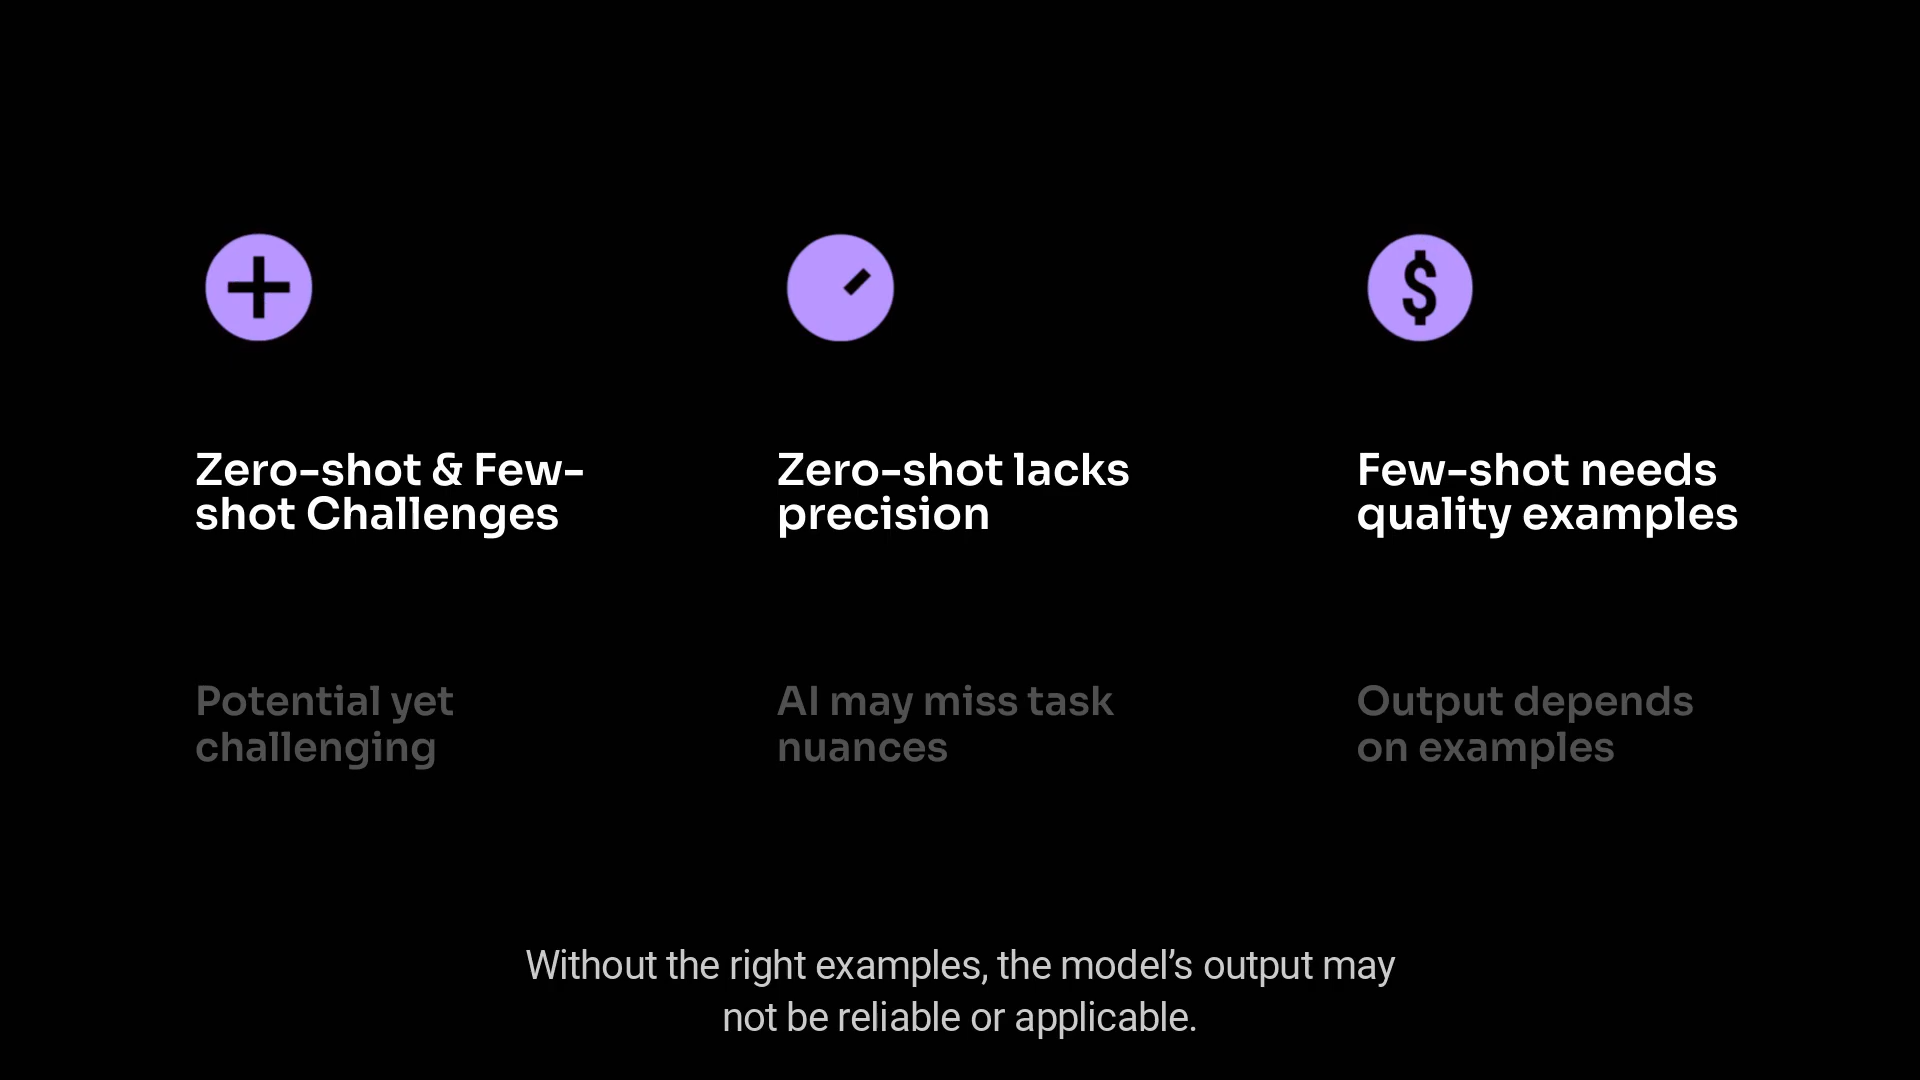 Zero-shot & Few-
shot Challenges
Zero-shot lacks
precision
Few-shot needs
quality examples
Potential yet
challenging
AI may miss task
nuances
Output depends
on examples
Without the right examples, the model’s output may
not be reliable or applicable.